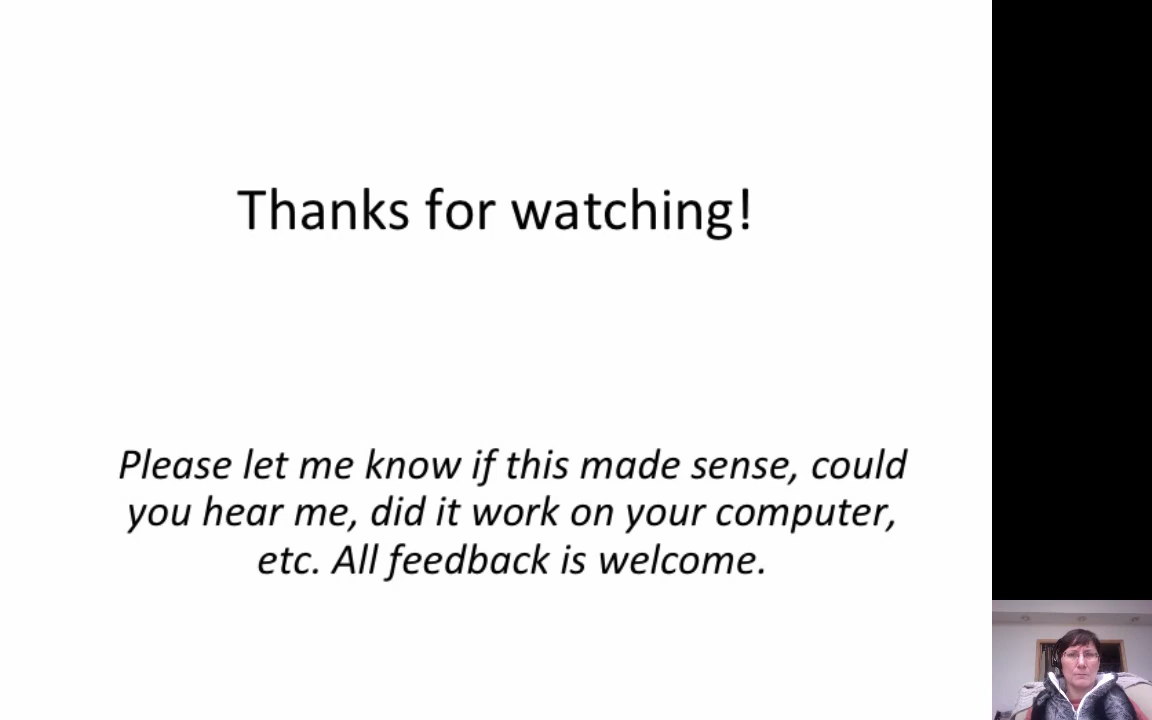 Thanks for watching!
Please let me know if this made sense, could
you hear me, did it work on your computer,
etc. All feedback is welcome.